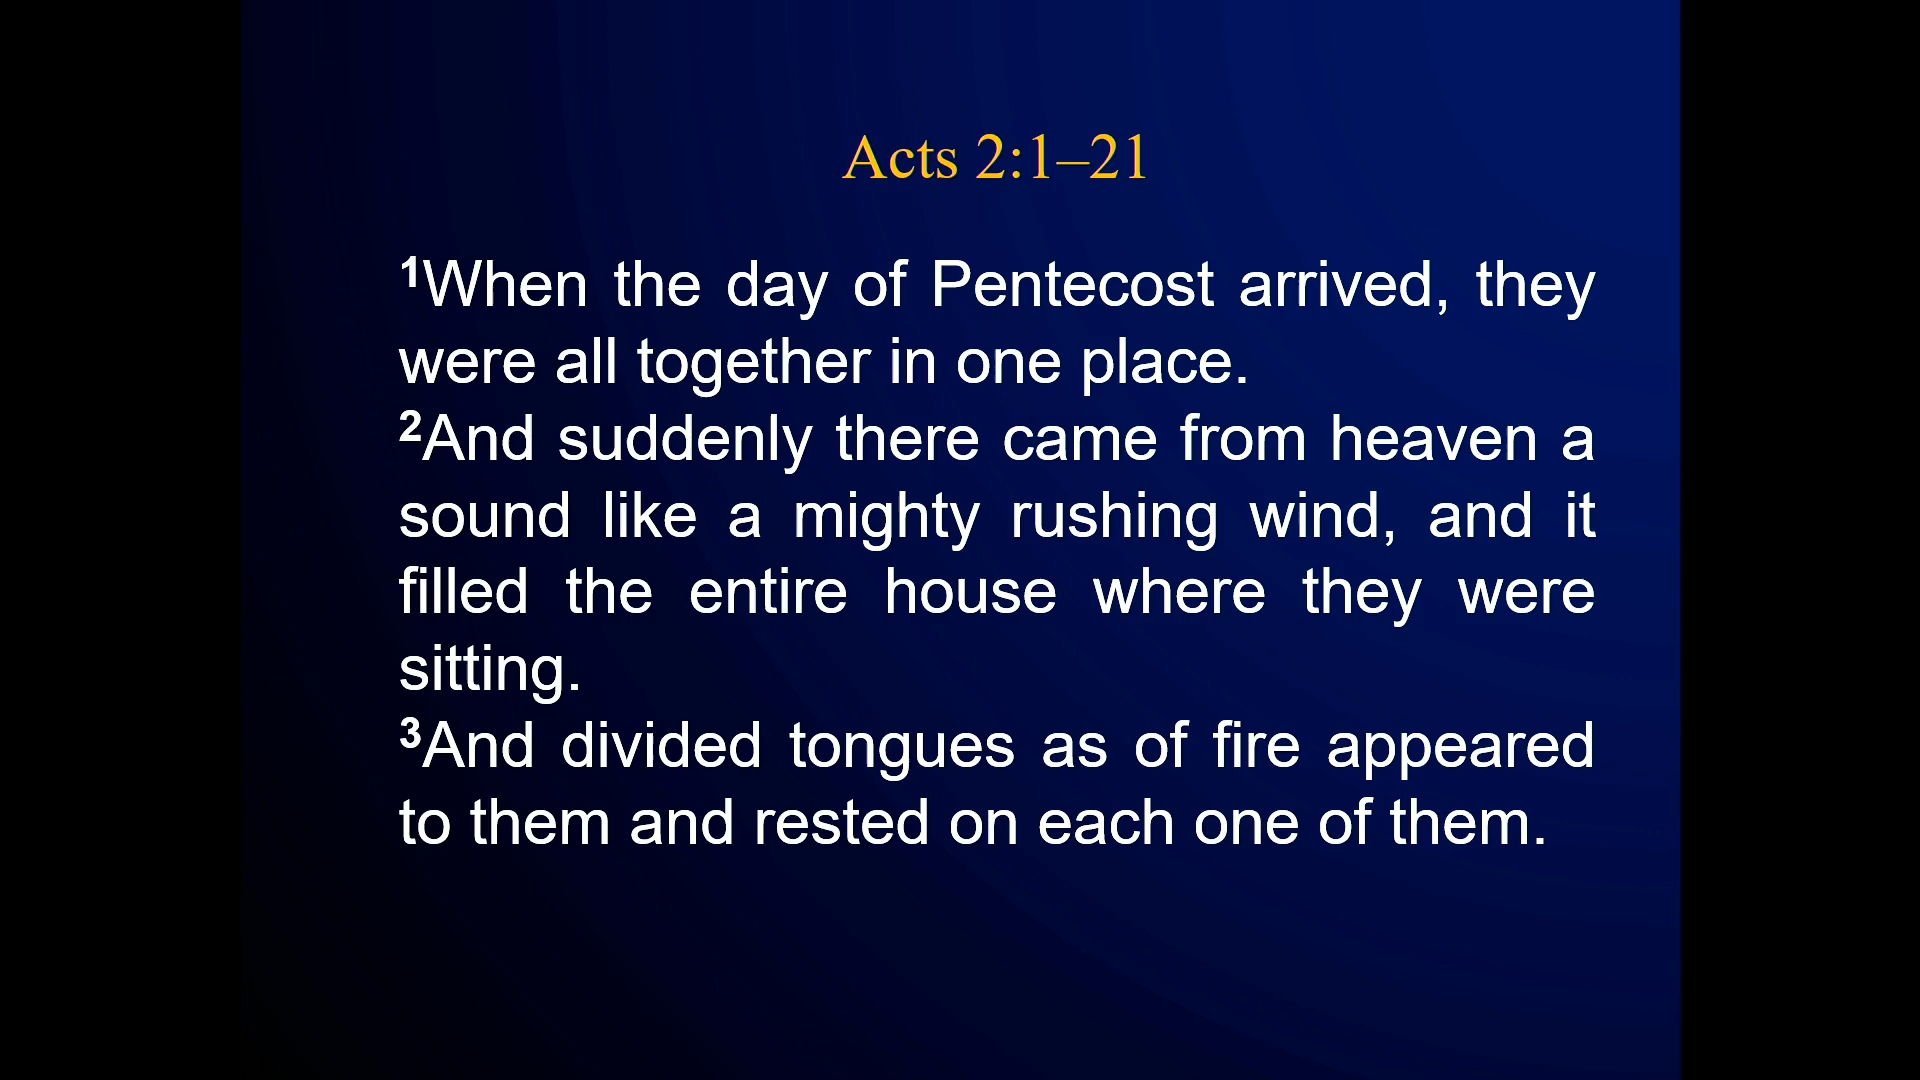 Acts 2:1–21
1When the day of Pentecost arrived, they
were all together in one place.
2And suddenly there came from heaven a
sound like a mighty rushing wind, and it
filled the entire house where they were
sitting.
3And divided tongues as of fire appeared
to them and rested on each one of them.